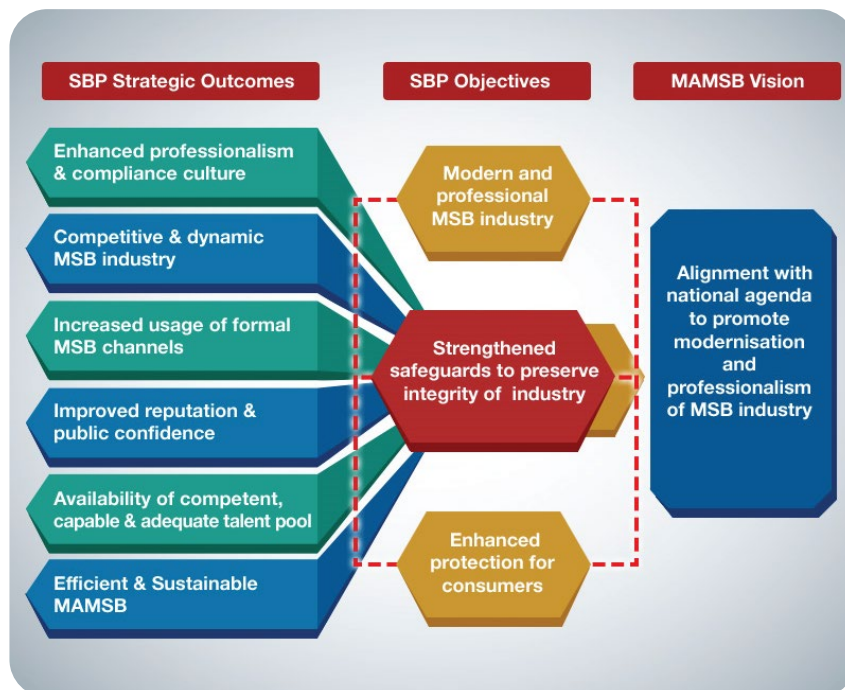 SBP Strategic Outcomes
Enhanced professionalism
& compliance culture
Competitive & dynamic
MSB industry
Increased usage of formal
MSB channels
Improved reputation &
public confidence
Availability of competent,
capable & adequate talent pool
Efficient & Sustainable
MAMSB
SBP Objectives
Modern and
professional
MSB industry
Strengthened
safeguards to preserve
integrity of industry
Enhanced
protection for
consumers
MAMSB Vision
Alignment with
national agenda
to promote
modernisation
and
professionalism
of MSB industry